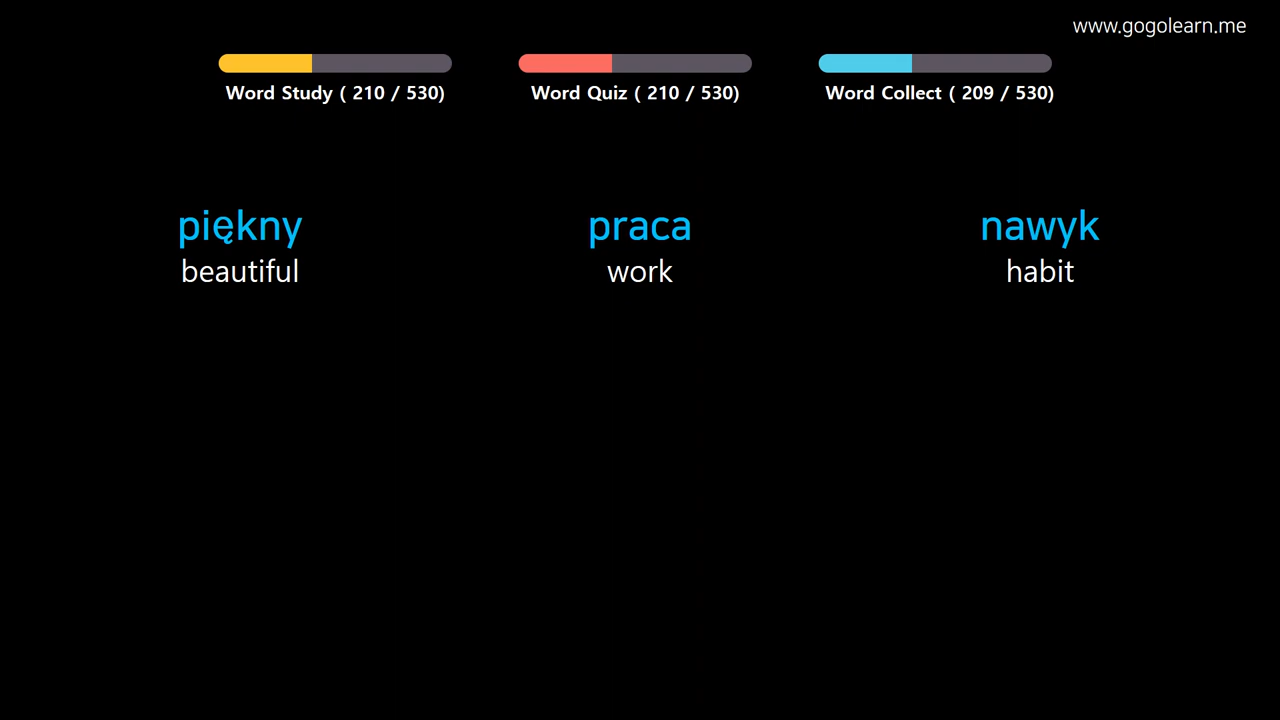 www.gogolearn.me
Word Study ( 210 / 530)
Word Quiz ( 210 / 530)
Word Collect ( 209 / 530)
piękny
beautiful
praca
work
nawyk
habit